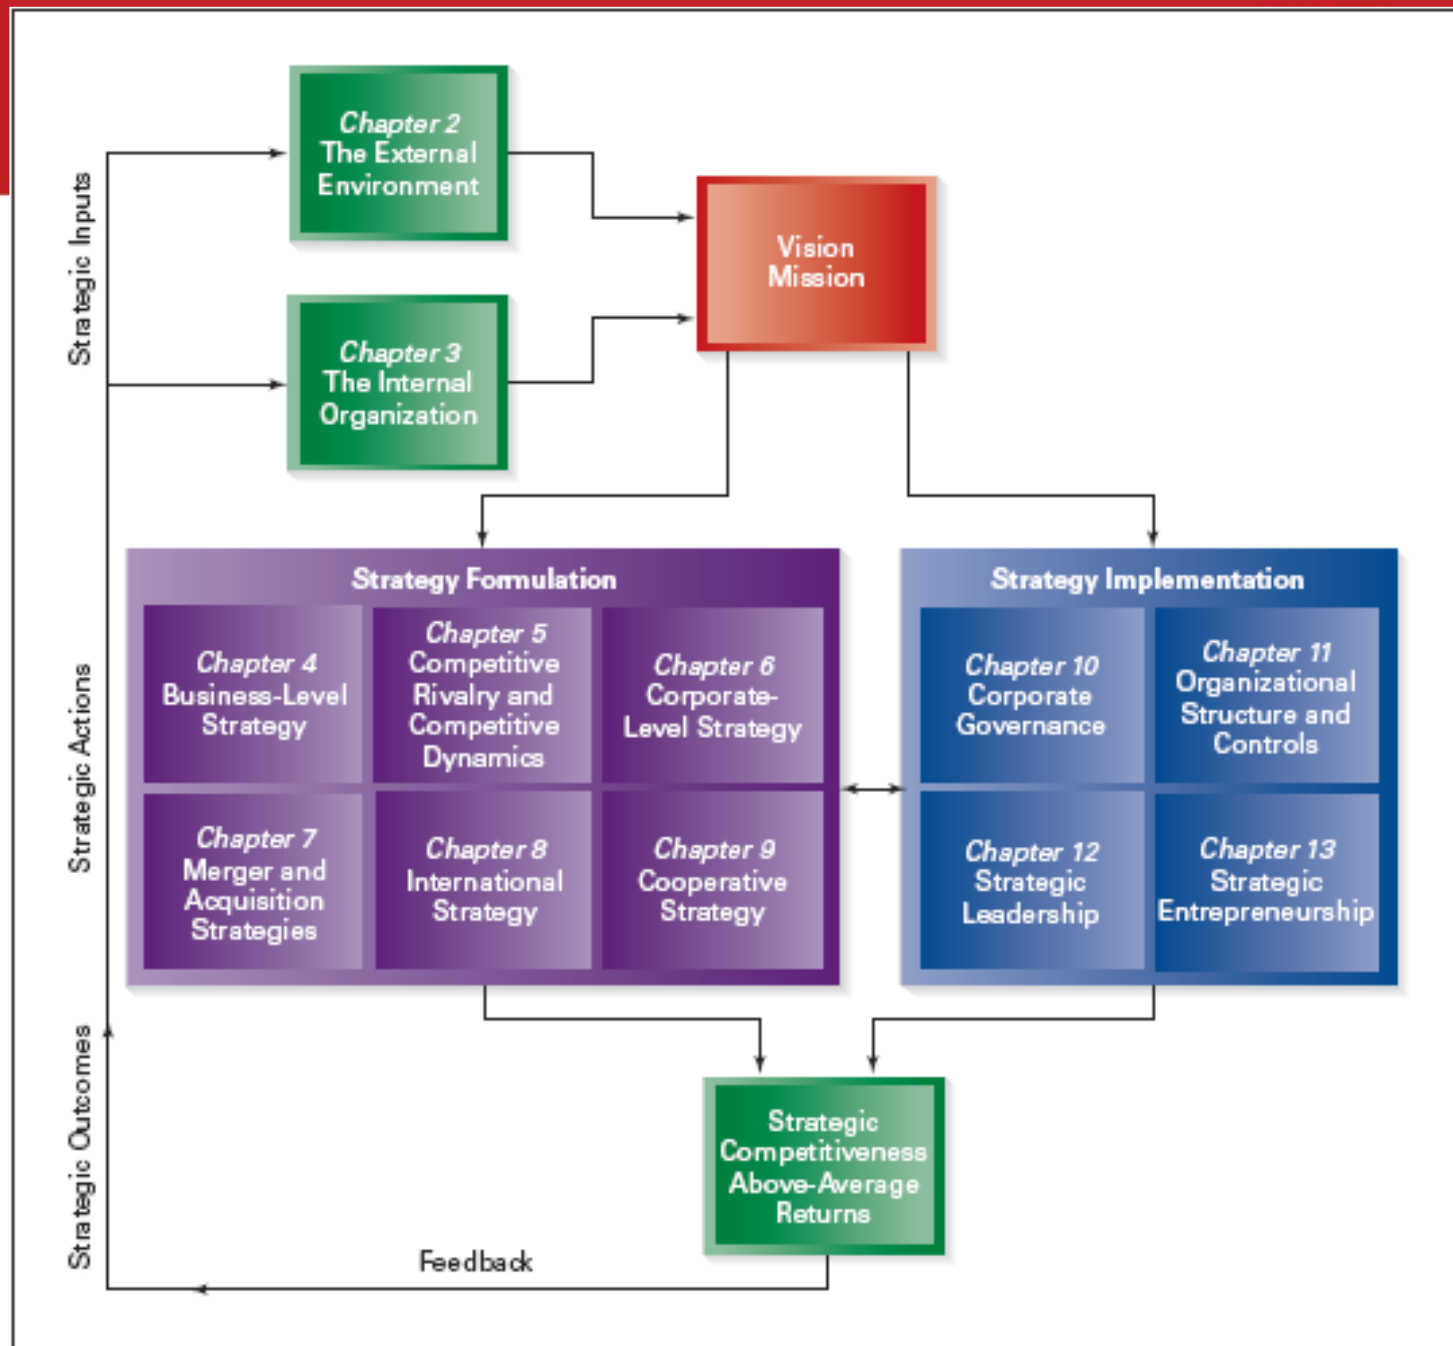 Strategic Inputs
Chapter 2
The External
Environment
Chapter 3
The Internal
Organization
Vision
Mission
Strategic Actions
Strategy Formulation
Chapter 4
Business-Level
Strategy
Chapter 5
Competitive
Rivalry and
Competitive
Dynamics
Chapter 6
Corporate-
Level Strategy
Chapter 7
Merger and
Acquisition
Strategies
Chapter 8
International
Strategy
Chapter 9
Cooperative
Strategy
Strategy Implementation
Chapter 10
Corporate
Governance
Chapter 11
Organizational
Structure and
Controls
Chapter 12
Strategic
Leadership
Chapter 13
Strategic
Entrepreneurship
Strategic Outcomes
Strategic
Competitiveness
Above-Average
Returns
Feedback